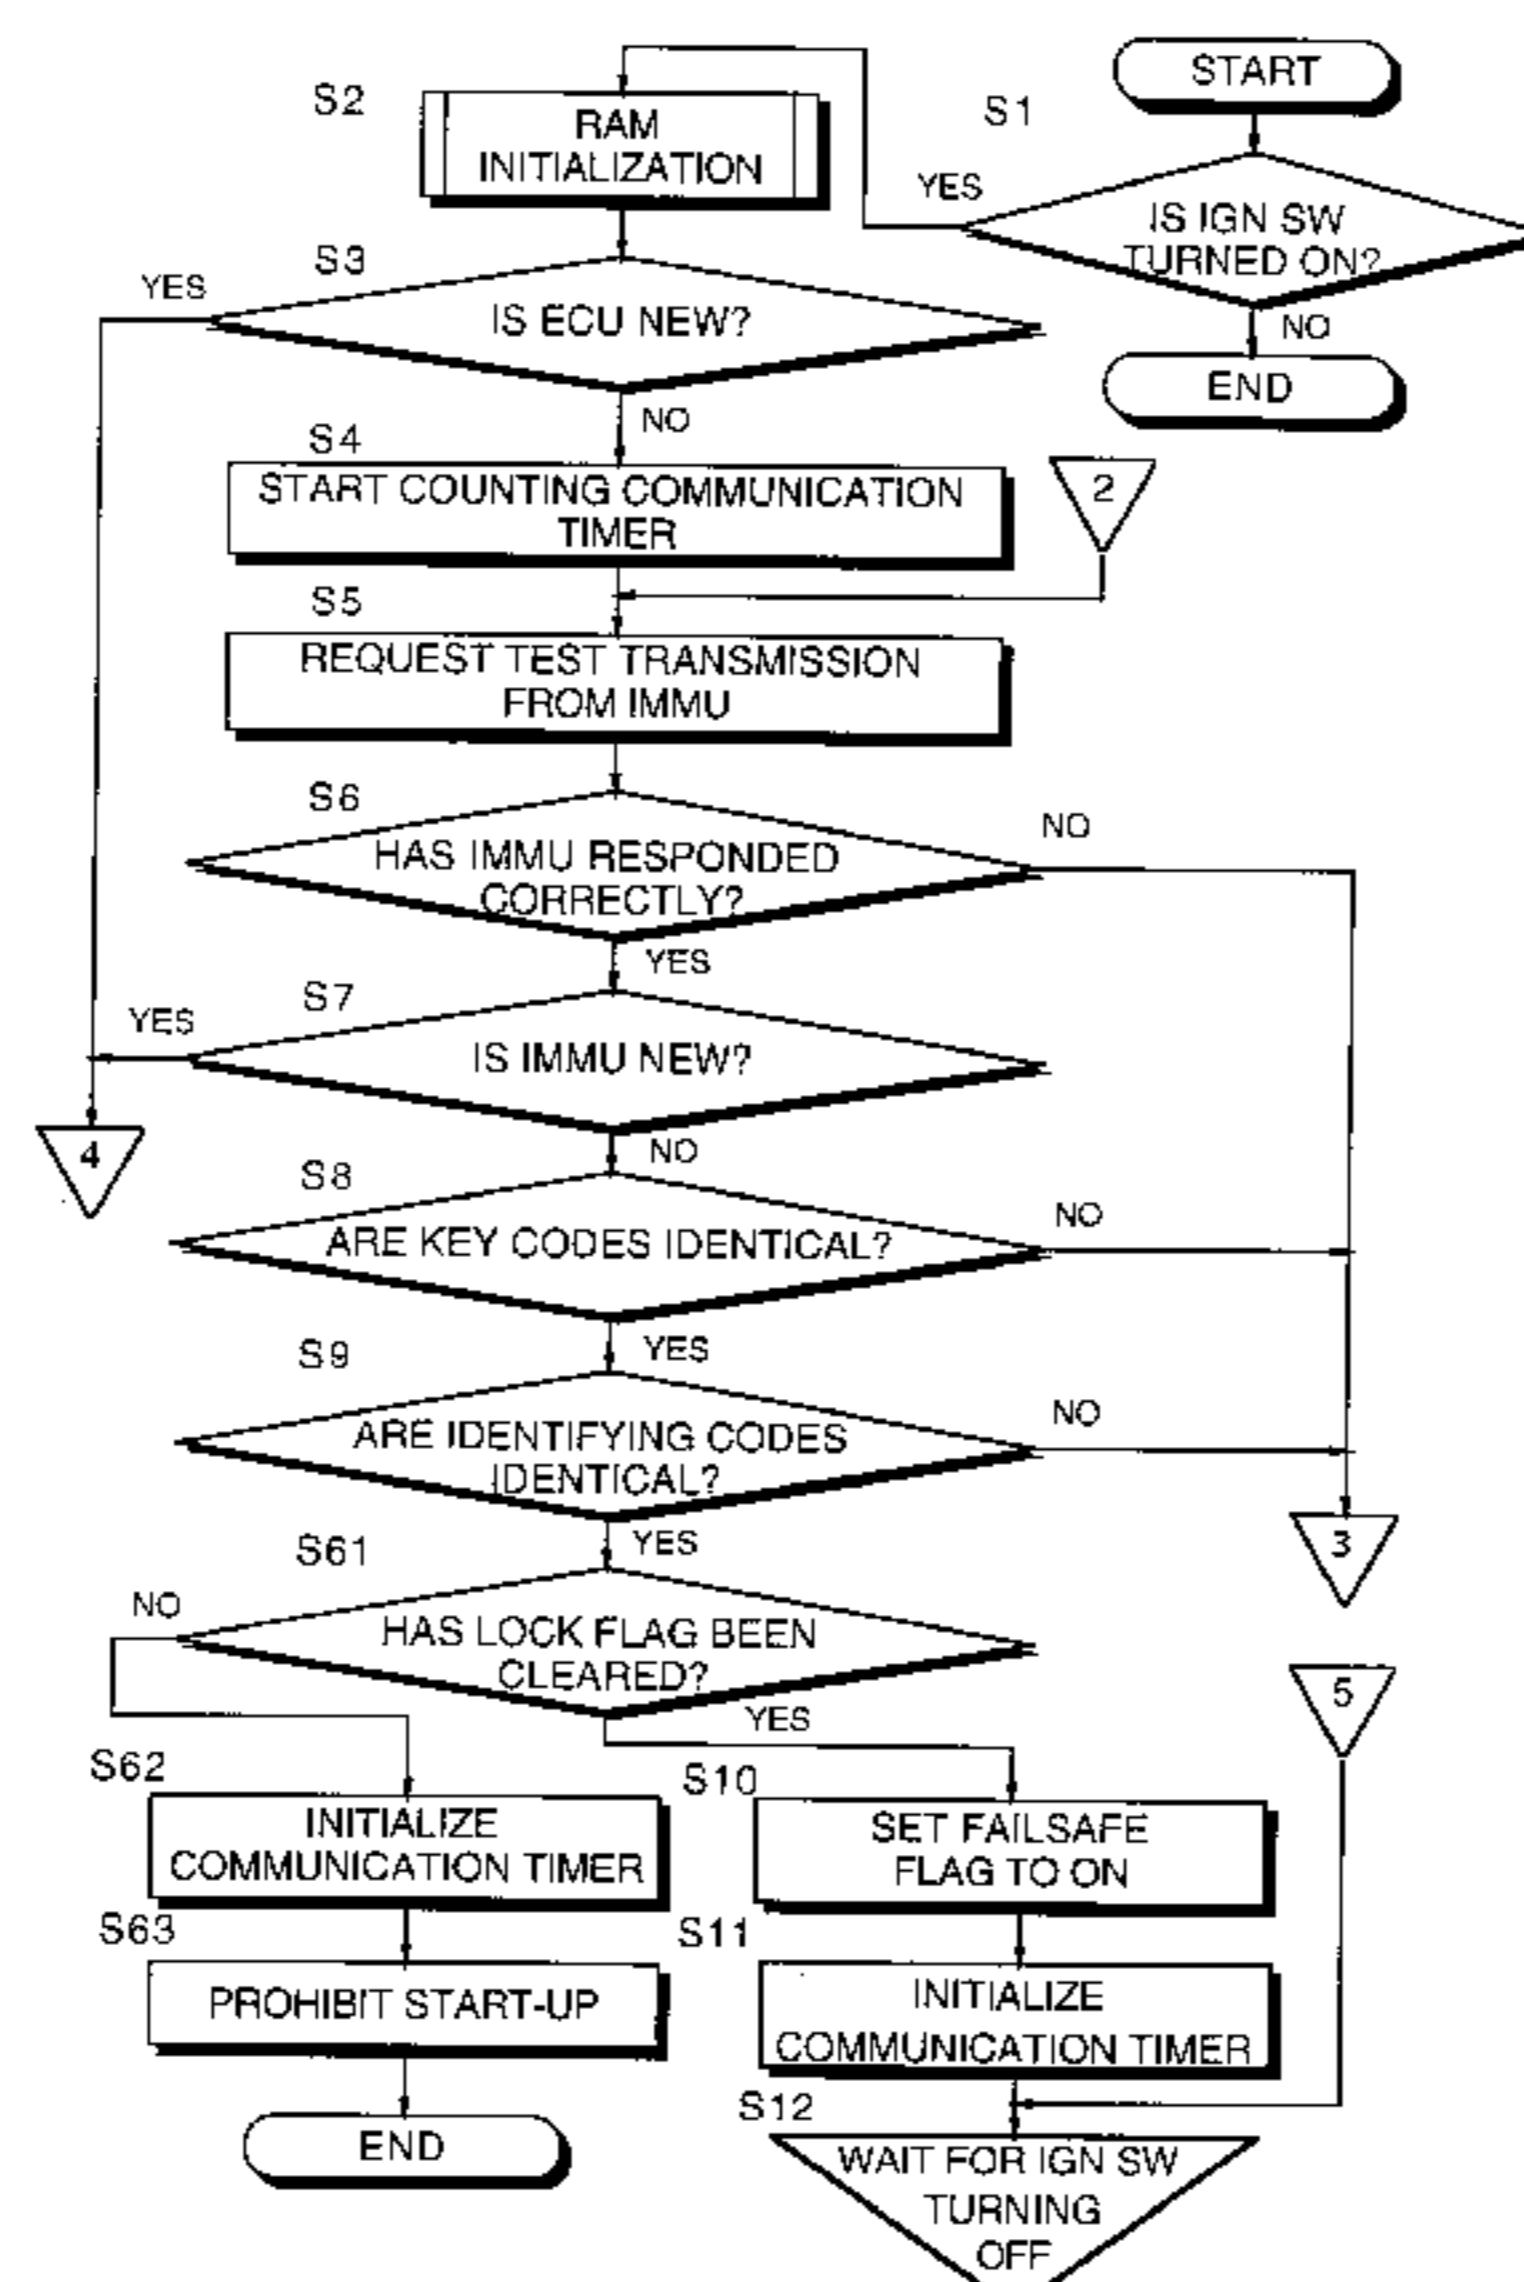 START
S1
IS IGN SW
TURNED ON?
YES
NO
END
S2
RAM
INITIALIZATION
S3
YES
IS ECU NEW?
NO
S4
START COUNTING COMMUNICATION
TIMER
2
S5
REQUEST TEST TRANSMISSION
FROM IMMU
S6
HAS IMMU RESPONDED
CORRECTLY?
NO
YES
S7
YES
IS IMMU NEW?
NO
4
S8
ARE KEY CODES IDENTICAL?
NO
YES
S9
ARE IDENTIFYING CODES
IDENTICAL?
NO
YES
3
S61
NO
HAS LOCK FLAG BEEN
CLEARED?
YES
5
S62
INITIALIZE
COMMUNICATION TIMER
S10
SET FAILSAFE
FLAG TO ON
S63
PROHIBIT START-UP
S11
INITIALIZE
COMMUNICATION TIMER
END
S12
WAIT FOR IGN SW
TURNING
OFF